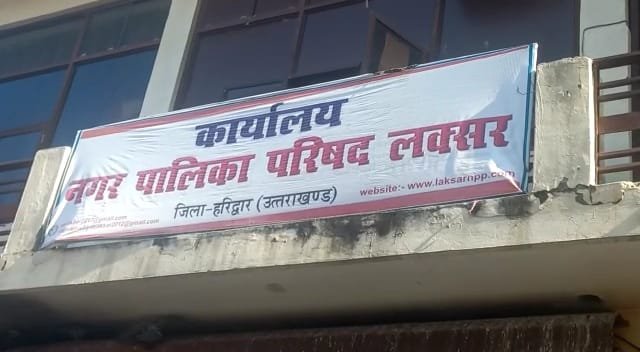 कार्यालय
नगर पालिका परिषद लक्सर
जिला-हरिद्वार (उत्तराखण्ड)
website:- www.laksarnpp.com